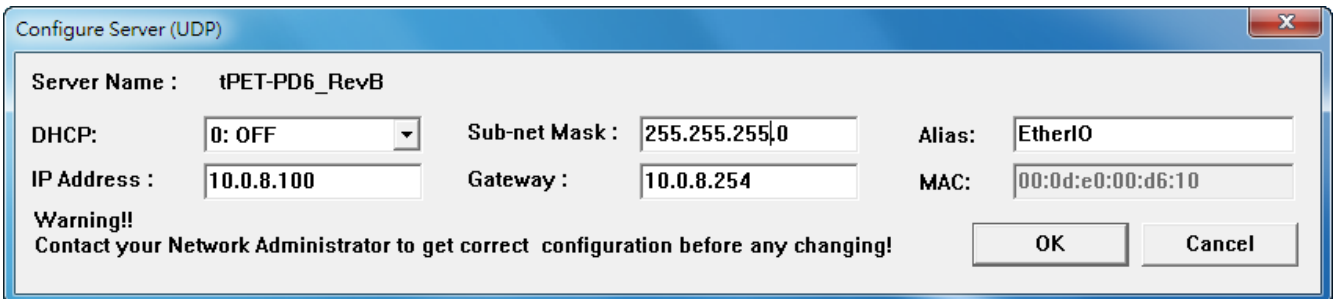 Configure Server (UDP)
Server Name : tPET-PD6_RevB
DHCP: 0: OFF Sub-net Mask : 255.255.255.0 Alias: EtherIO
IP Address : 10.0.8.100 Gateway : 10.0.8.254 MAC: 00:0d:e0:00:d6:10
Warning!!
Contact your Network Administrator to get correct configuration before any changing!
OK Cancel